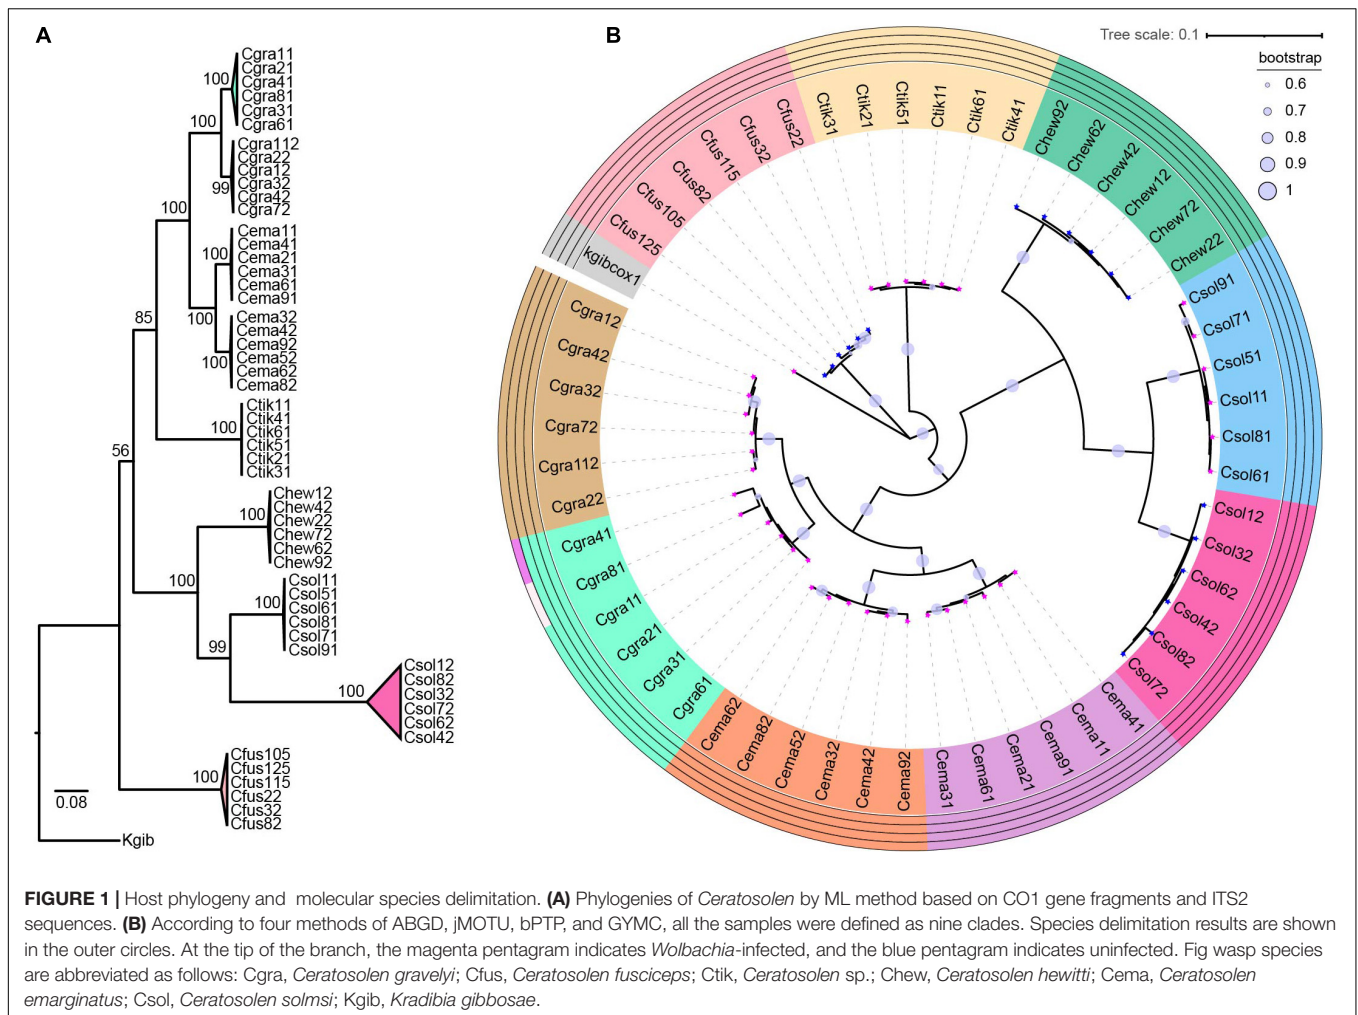 A
Cgra11
Cgra21
100
Cgra41
Cgra81
Cgra31
100
Cgra61
Cgra112
Cgra22
Cgra12
99
Cgra32
Cgra42
100
Cgra72
Cema11
Cema41
100
Cema21
Cema31
Cema61
Cema91
85
100
Cema32
Cema42
Cema92
100
Cema52
Cema62
Cema82
Ctik11
Ctik41
100
Ctik61
Ctik51
56
Ctik21
Ctik31
Chew12
Chew42
100
Chew22
Chew72
Chew62
Chew92
100
Csol11
Csol51
100
Csol61
Csol81
Csol71
99
Csol91
Csol12
Csol82
100
Csol32
Csol72
Csol62
Csol42
Cfus105
Cfus125
100
Cfus115
Cfus22
0.08
Cfus32
Cfus82
Kgib
B
Tree scale: 0.1
bootstrap
0.6
0.7
0.8
0.9
1
kgibcox1
Cfus125
Cfus105
Cfus82
Cfus115
Cfus32
Cfus22
Ctik31
Ctik21
Ctik51
Ctik11
Ctik61
Ctik41
Chew92
Chew62
Chew42
Chew12
Chew72
Chew22
Csol91
Csol71
Csol51
Csol11
Csol81
Csol61
Csol12
Csol32
Csol62
Csol42
Csol82
Csol72
Cema41
Cema11
Cema91
Cema21
Cema61
Cema31
Cema92
Cema42
Cema32
Cema52
Cema82
Cema62
Cgra61
Cgra31
Cgra21
Cgra11
Cgra81
Cgra41
Cgra22
Cgra112
Cgra72
Cgra32
Cgra42
Cgra12
FIGURE 1 | Host phylogeny and molecular species delimitation. (A) Phylogenies of Ceratosolen by ML method based on CO1 gene fragments and ITS2
sequences. (B) According to four methods of ABGD, jMOTU, bPTP, and GYMC, all the samples were defined as nine clades. Species delimitation results are shown
in the outer circles. At the tip of the branch, the magenta pentagram indicates Wolbachia-infected, and the blue pentagram indicates uninfected. Fig wasp species
are abbreviated as follows: Cgra, Ceratosolen gravelyi; Cfus, Ceratosolen fusciceps; Ctik, Ceratosolen sp.; Chew, Ceratosolen hewitti; Cema, Ceratosolen
emarginatus; Csol, Ceratosolen solmsi; Kgib, Kradibia gibbosae.